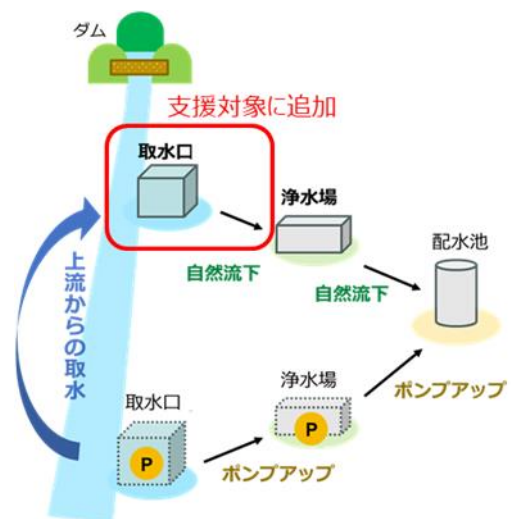 ダム
支援対象に追加
取水口
浄水場
配水池
自然流下
自然流下
上流からの取水
取水口
浄水場
ポンプアップ
P
P
ポンプアップ